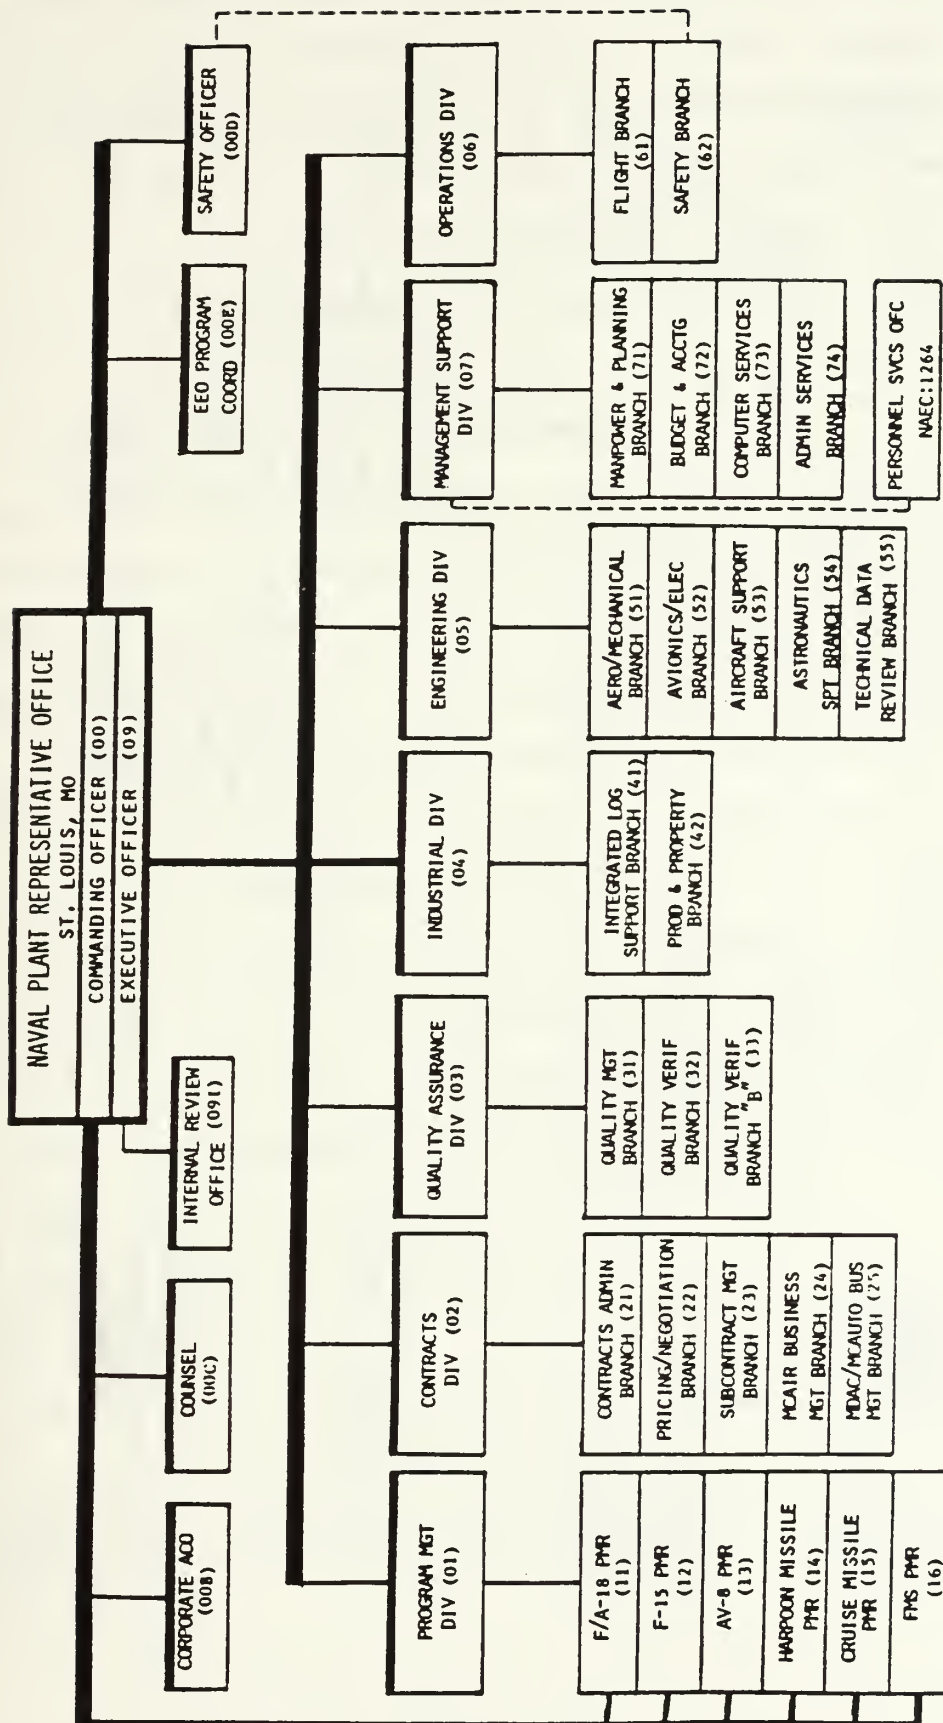 NAVAL PLANT REPRESENTATIVE OFFICE
ST. LOUIS, MO
COMMANDING OFFICER (00)
EXECUTIVE OFFICER (09)
CORPORATE ACO
(00B)
COUNSEL
(00C)
INTERNAL REVIEW
OFFICE (091)
EEO PROGRAM
COORD (00E)
SAFETY OFFICER
(00D)
PROGRAM MGT
DIV (01)
CONTRACTS
DIV (02)
QUALITY ASSURANCE
DIV (03)
INDUSTRIAL DIV
(04)
ENGINEERING DIV
(05)
MANAGEMENT SUPPORT
DIV (07)
OPERATIONS DIV
(06)
F/A-18 PMR
(11)
F-15 PMR
(12)
AV-8 PMR
(13)
HARPOON MISSILE
PMR (14)
CRUISE MISSILE
PMR (15)
FMS PMR
(16)
CONTRACTS ADMIN
BRANCH (21)
PRICING/NEGOTIATION
BRANCH (22)
SUBCONTRACT MGT
BRANCH (23)
MCAIR BUSINESS
MGT BRANCH (24)
MDAC/MCAUTO BUS
MGT BRANCH (25)
QUALITY MGT
BRANCH (31)
QUALITY VERIF
BRANCH (32)
QUALITY VERIF
BRANCH "B" (33)
INTEGRATED LOG
SUPPORT BRANCH (41)
PROD & PROPERTY
BRANCH (42)
AERO/MECHANICAL
BRANCH (51)
AVIONICS/ELEC
BRANCH (52)
AIRCRAFT SUPPORT
BRANCH (53)
ASTRONAUTICS
SPT BRANCH (54)
TECHNICAL DATA
REVIEW BRANCH (55)
MANPOWER & PLANNING
BRANCH (71)
BUDGET & ACCTG
BRANCH (72)
COMPUTER SERVICES
BRANCH (73)
ADMIN SERVICES
BRANCH (74)
PERSONNEL SVCS OFC
NAEC:1264
FLIGHT BRANCH
(61)
SAFETY BRANCH
(62)